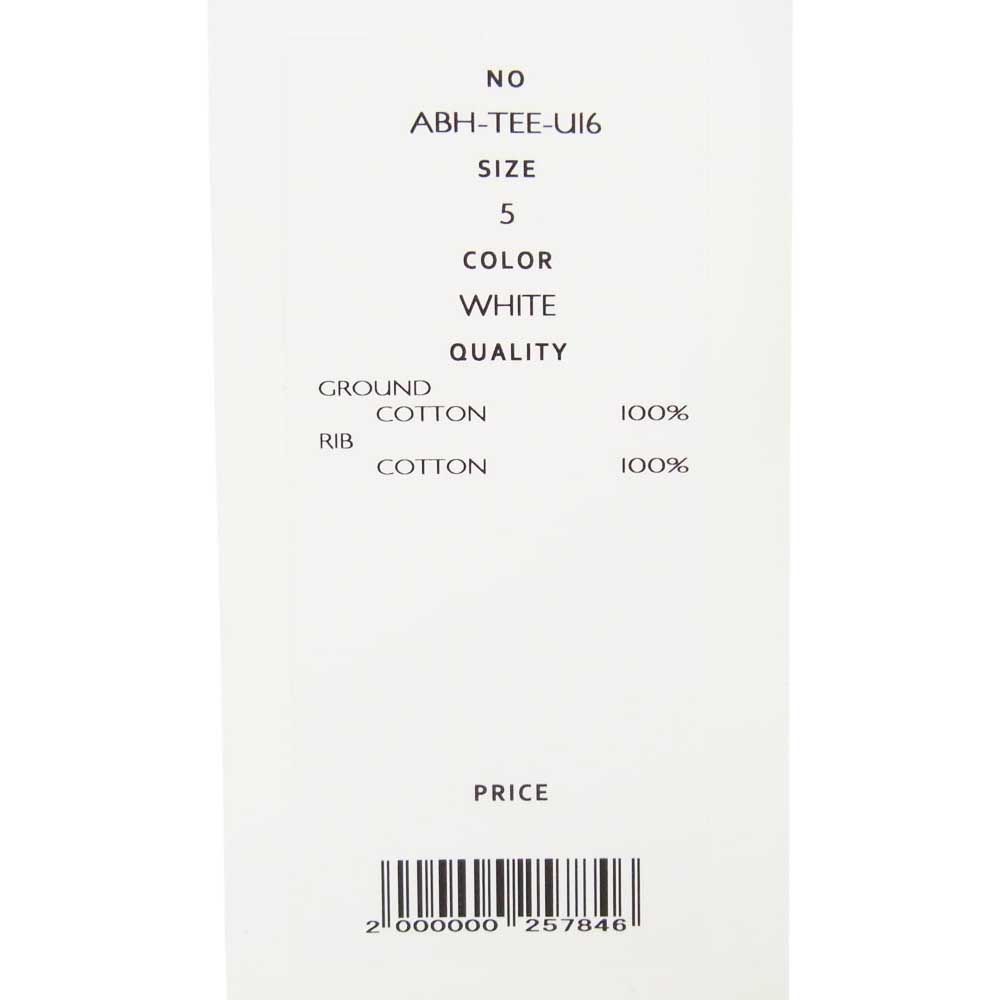 NO
ABH-TEE-U16
SIZE
5
COLOR
WHITE
QUALITY
GROUND
COTTON 100%
RIB
COTTON 100%
PRICE
2 000000 257846